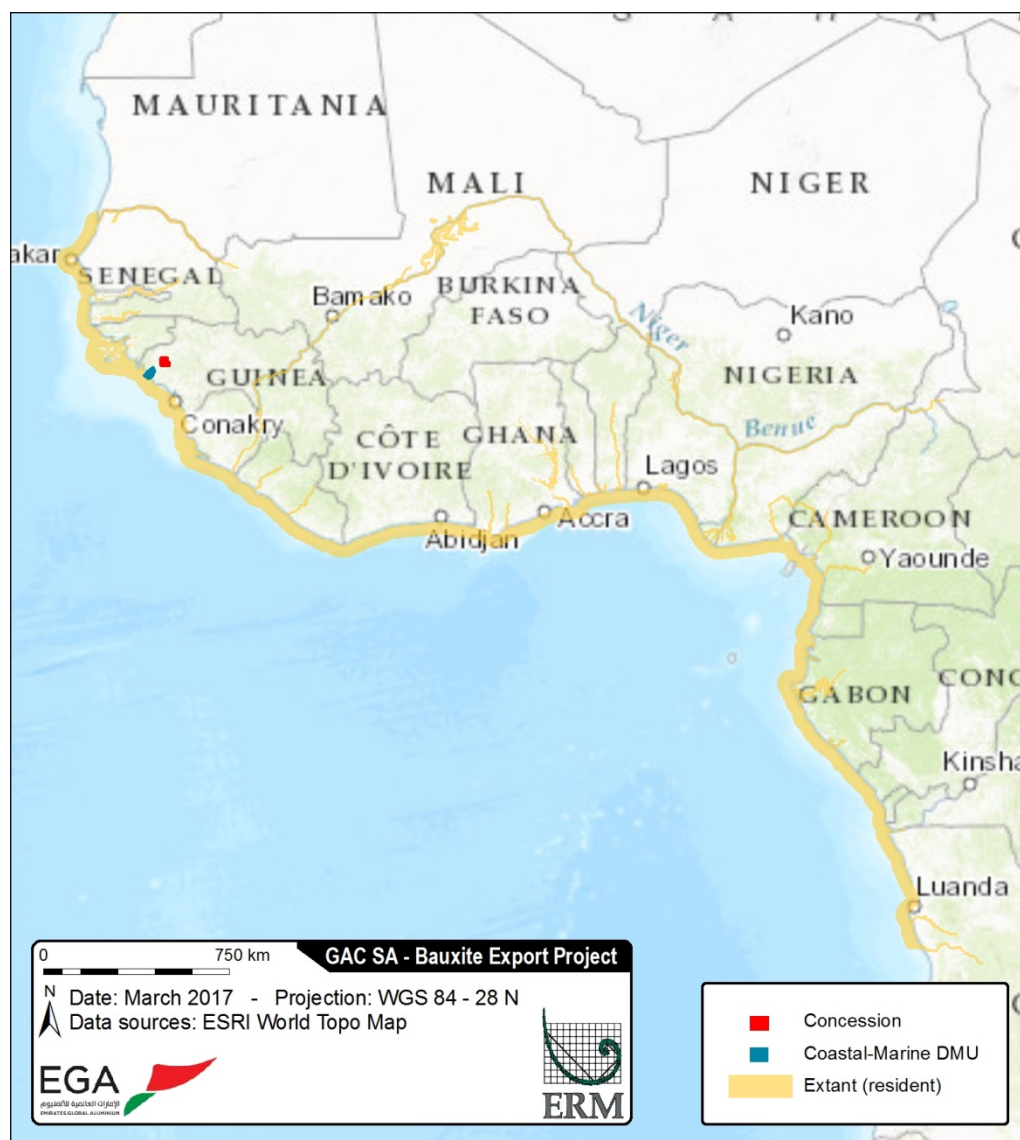 S A H A
MAURITANIA
MALI
NIGER
akar
SENEGAL
Bamako
BURKINA
FASO
Niger
Kano
NIGERIA
GUINEA
Conakry
CÔTE
D'IVOIRE
GHANA
Benue
Lagos
Abidjan
Accra
CAMEROON
Yaounde
GABON
CONG
Kinsha
Luanda
0 750 km
GAC SA - Bauxite Export Project
N
Date: March 2017 - Projection: WGS 84 - 28 N
Data sources: ESRI World Topo Map
EGA
الإمارات العالمية للألمنيوم
EMIRATES GLOBAL ALUMINIUM
ERM
Concession
Coastal-Marine DMU
Extant (resident)